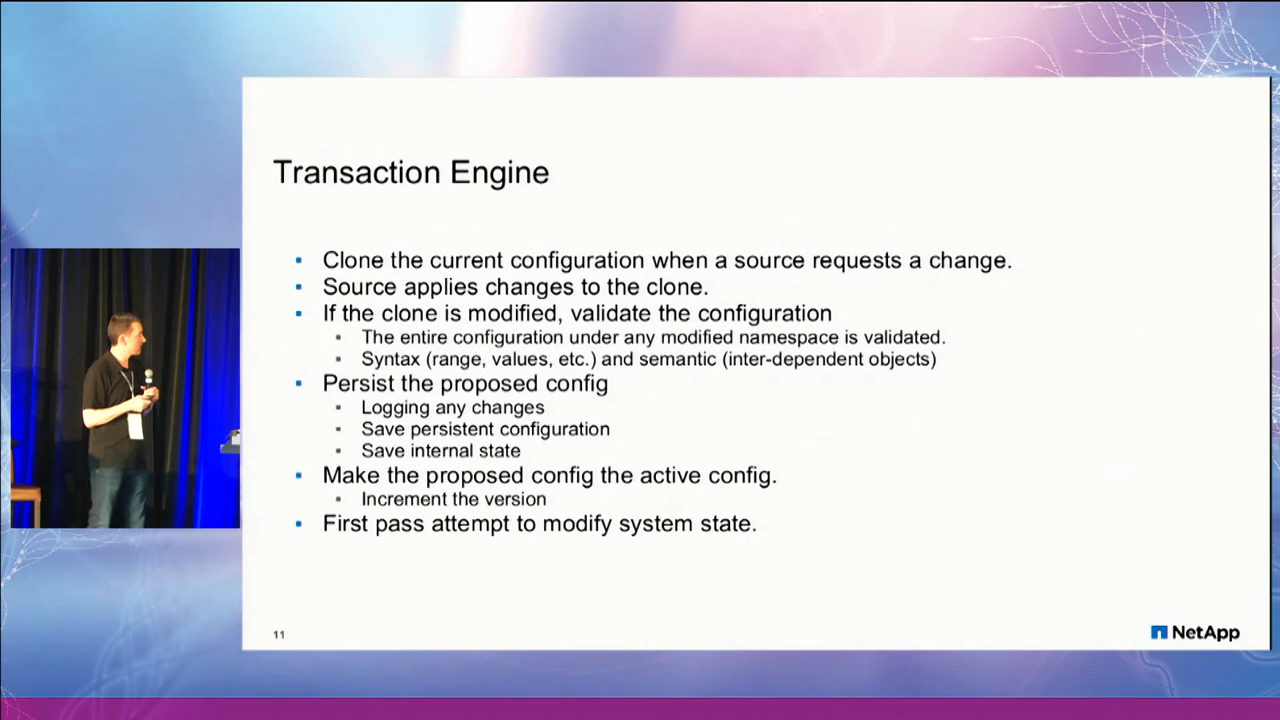 Transaction Engine
Clone the current configuration when a source requests a change.
Source applies changes to the clone.
If the clone is modified, validate the configuration
The entire configuration under any modified namespace is validated.
Syntax (range, values, etc.) and semantic (inter-dependent objects)
Persist the proposed config
Logging any changes
Save persistent configuration
Save internal state
Make the proposed config the active config.
Increment the version
First pass attempt to modify system state.
11
NetApp